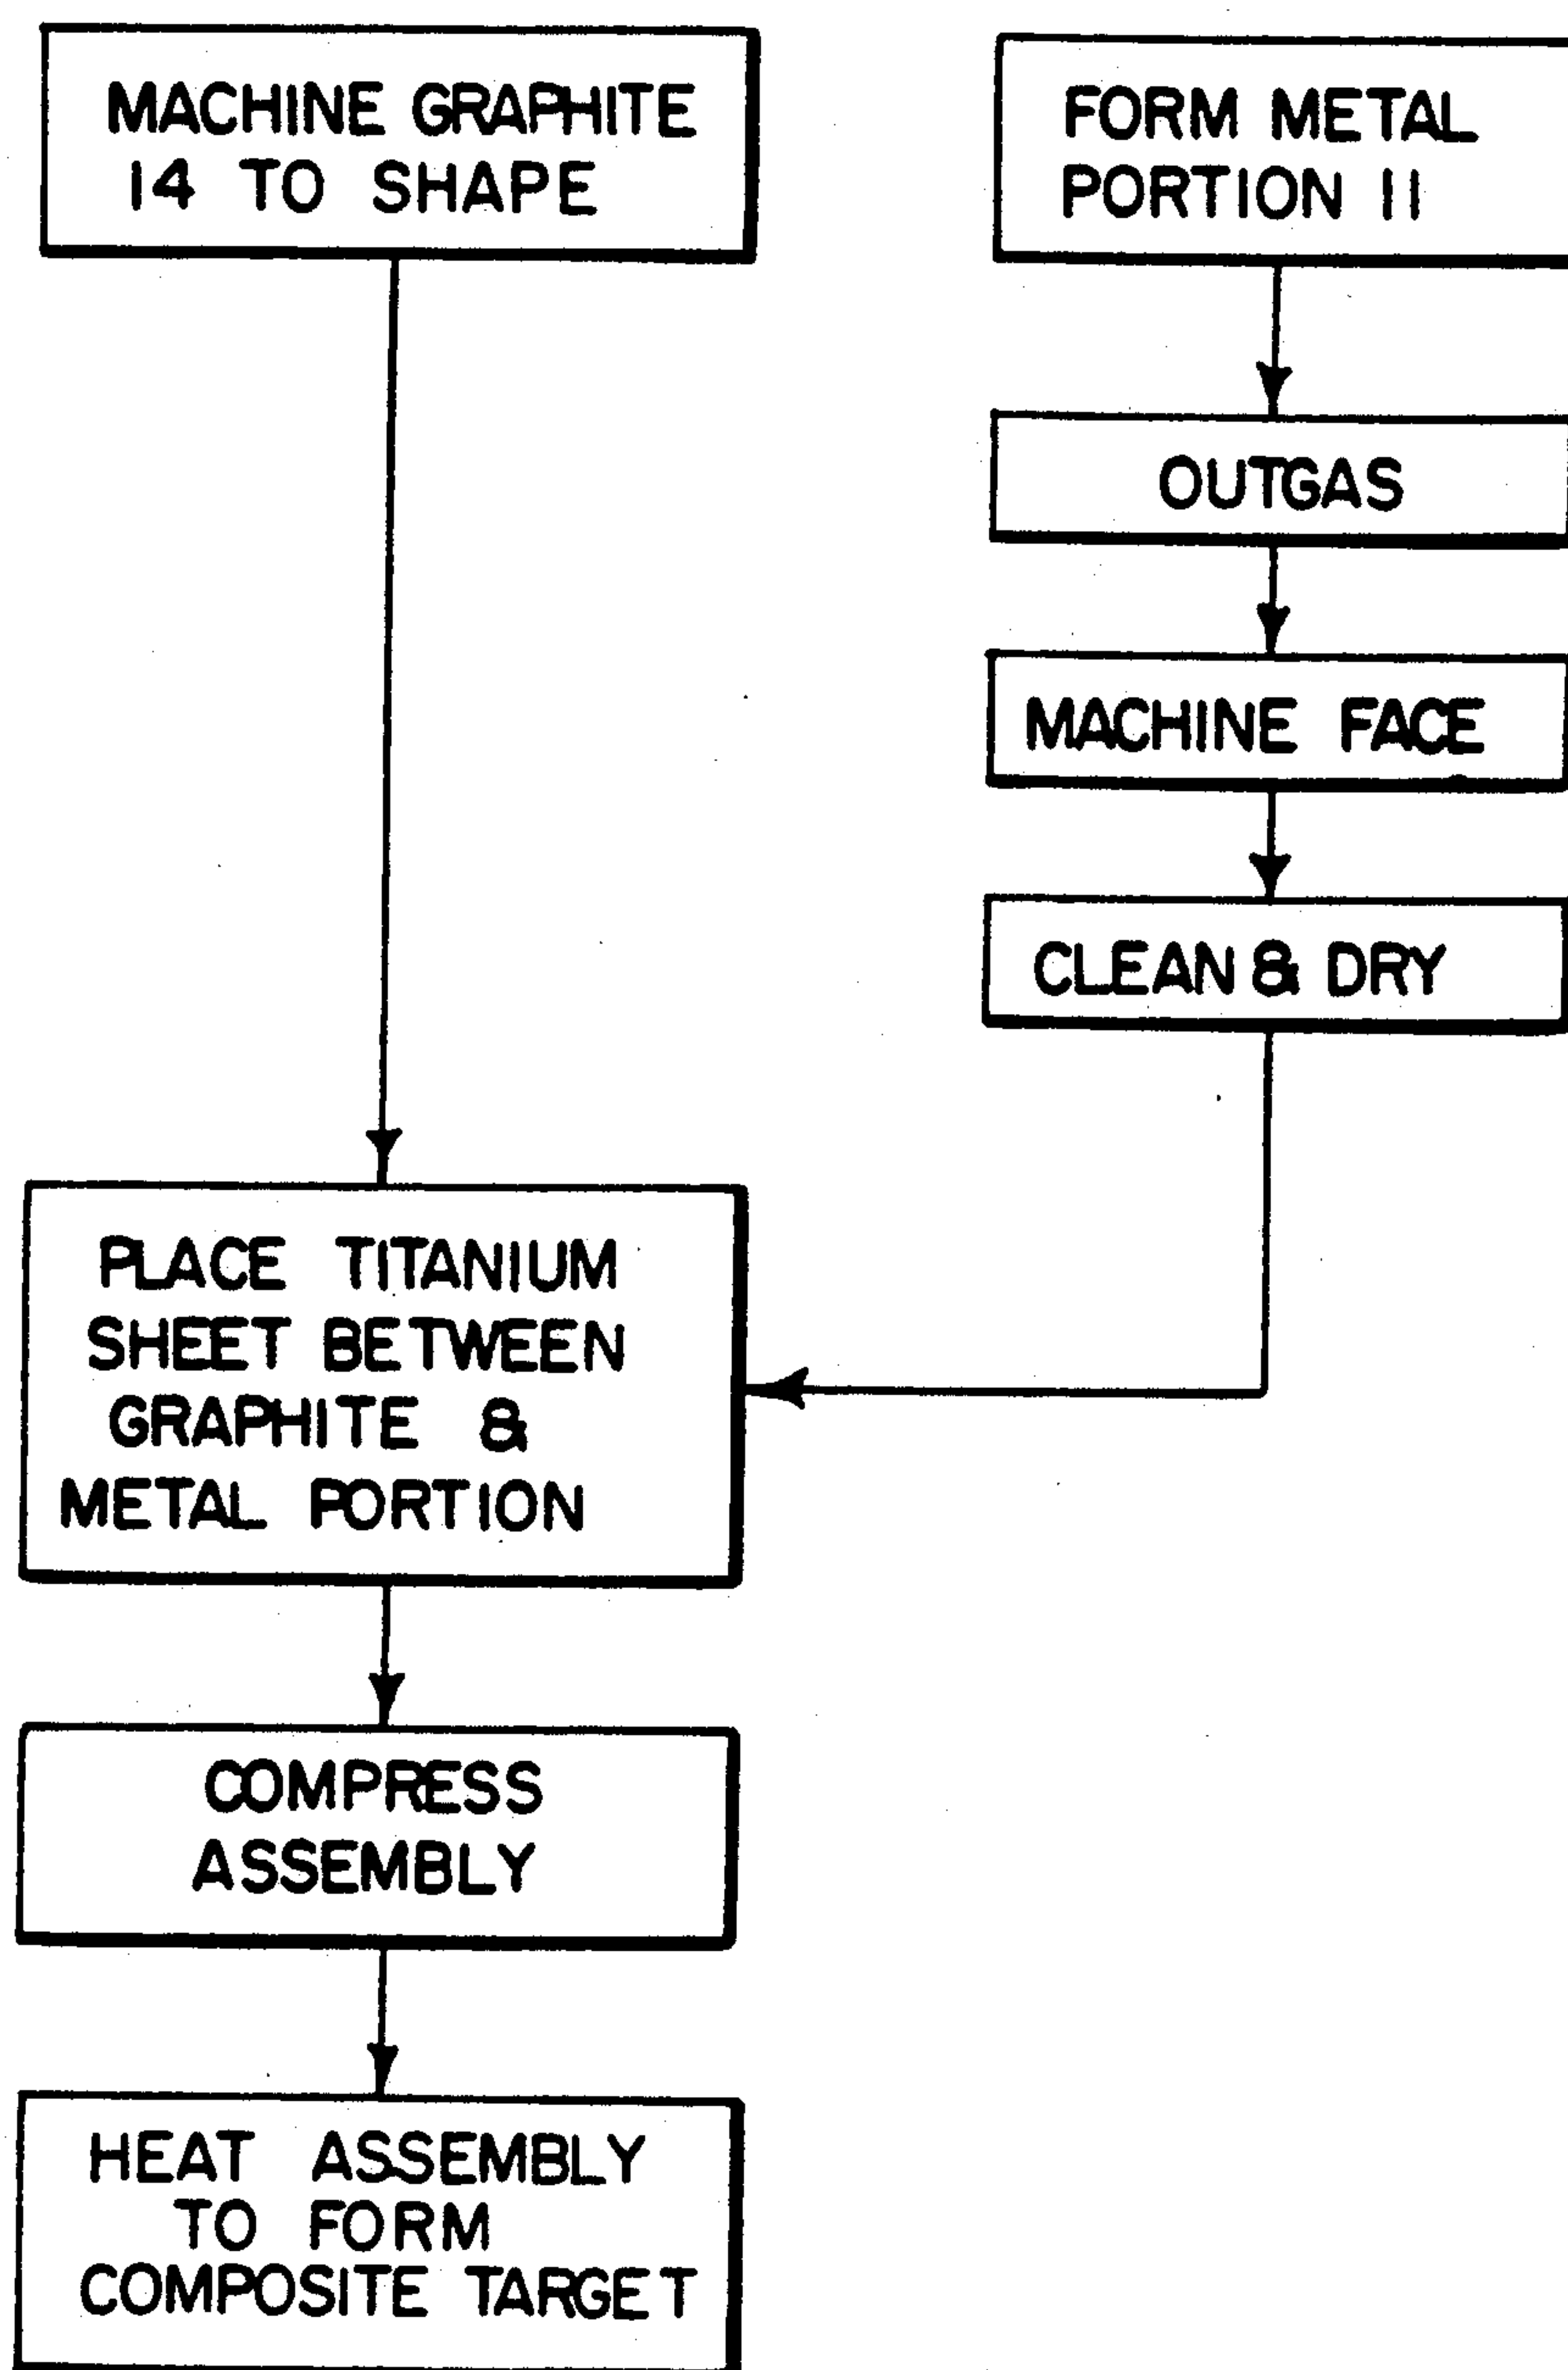 MACHINE GRAPHITE
14 TO SHAPE
FORM METAL
PORTION 11
OUTGAS
MACHINE FACE
CLEAN & DRY
PLACE TITANIUM
SHEET BETWEEN
GRAPHITE &
METAL PORTION
COMPRESS
ASSEMBLY
HEAT ASSEMBLY
TO FORM
COMPOSITE TARGET